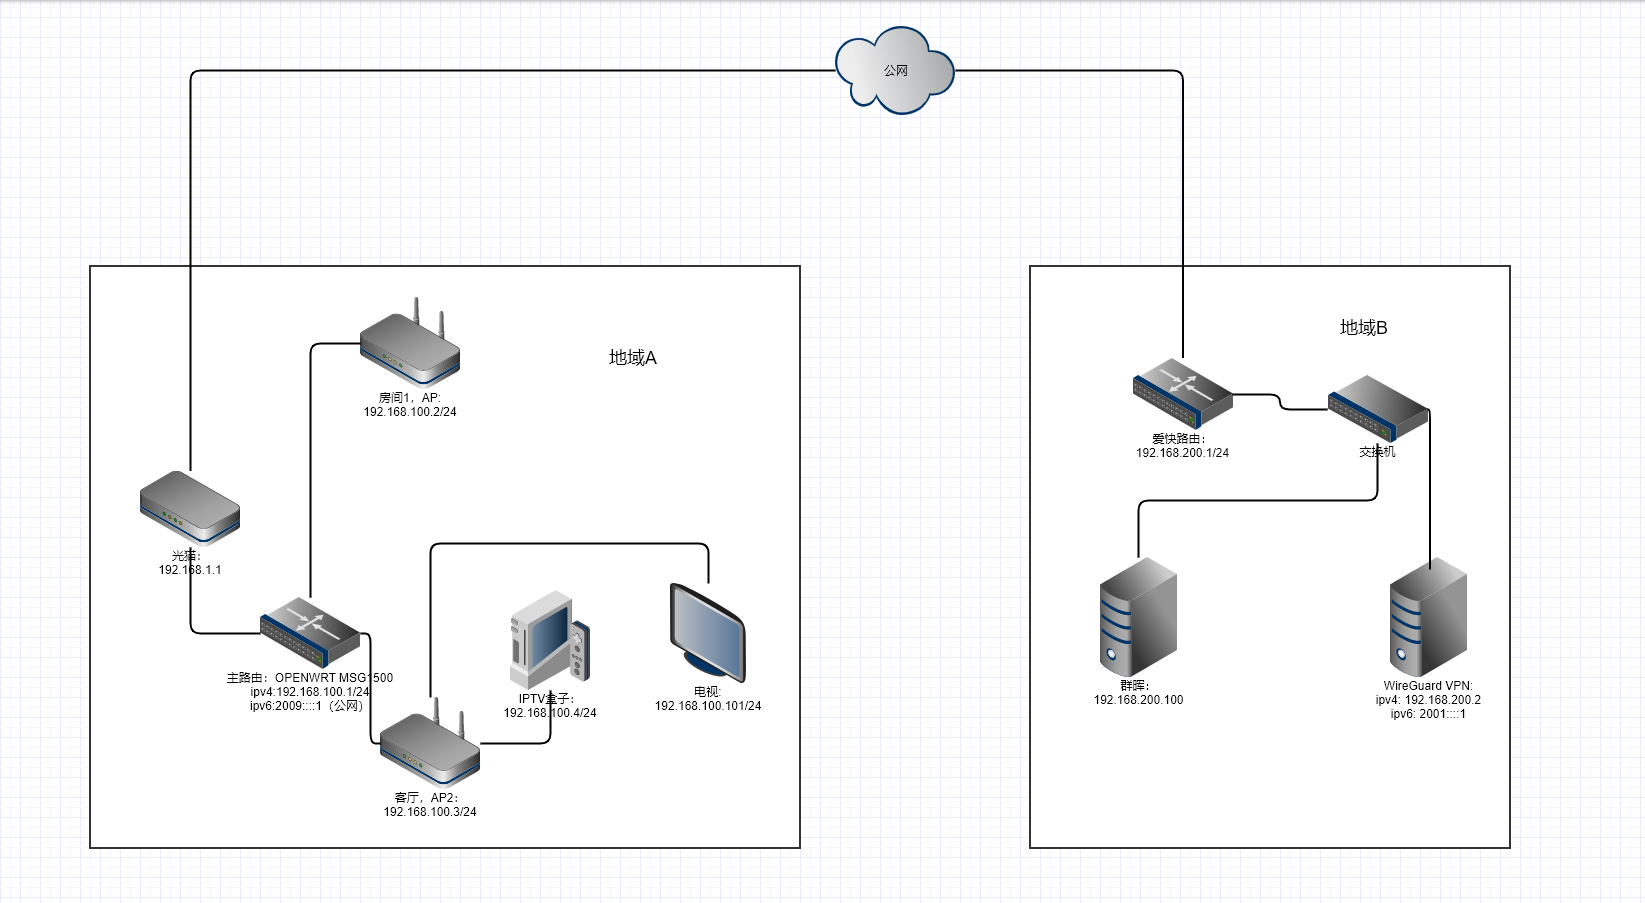 公网
地域A
地域B
房间1，AP:
192.168.100.2/24
爱快路由：
192.168.200.1/24
交换机
光猫：
192.168.1.1
主路由：OPENWRT MSG1500
ipv4:192.168.100.1/24
ipv6:2009::::1（公网）
IPTV盒子：
192.168.100.4/24
电视:
192.168.100.101/24
群晖：
192.168.200.100
WireGuard VPN:
ipv4: 192.168.200.2
ipv6: 2001::::1
客厅，AP2：
192.168.100.3/24